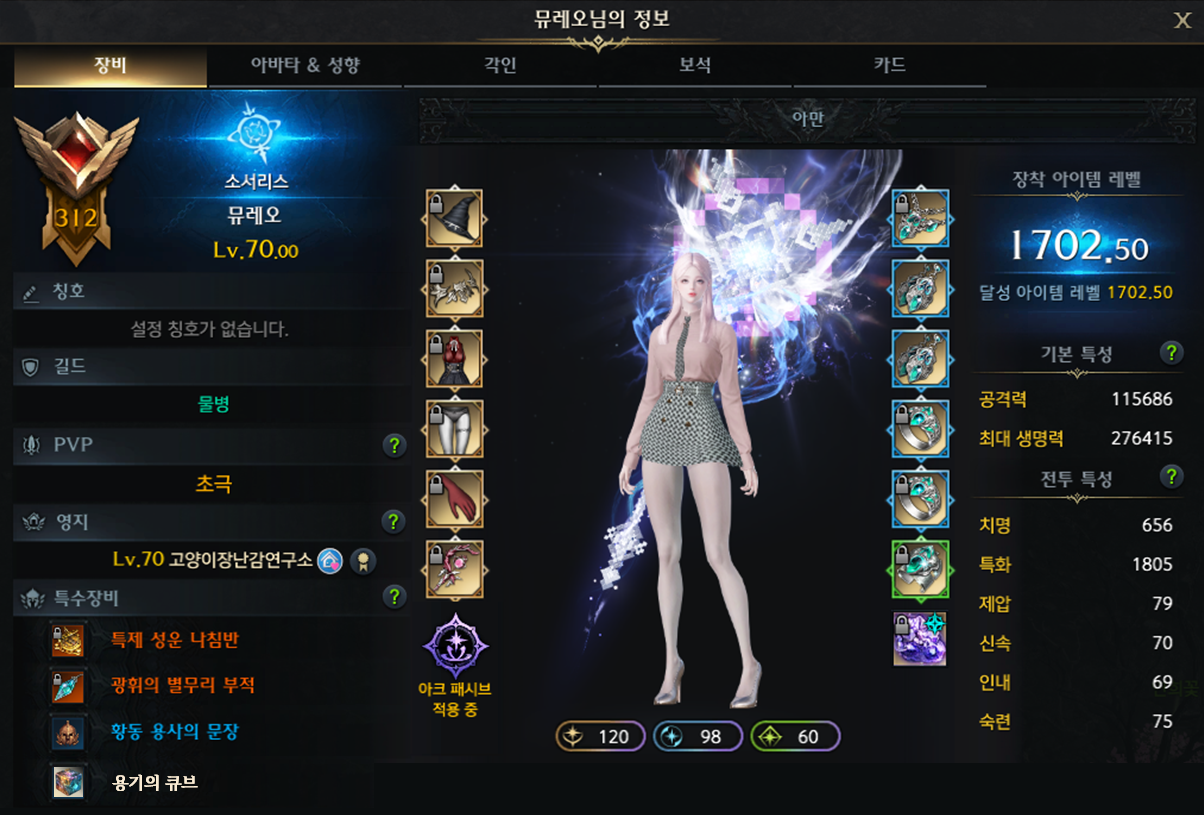 뮤레오님의 정보
X
장비
아바타 & 성향
각인
보석
카드
312
소서리스
뮤레오
Lv.70.00
칭호
설정 칭호가 없습니다.
길드
물병
PVP
?
초극
영지
?
Lv.70 고양이장난감연구소
특수장비
?
특제 성운 나침반
광휘의 별무리 부적
황동 용사의 문장
용기의 큐브
아만
아크 패시브
적용 중
120
98
60
장착 아이템 레벨
1702.50
달성 아이템 레벨 1702.50
기본 특성
?
공격력 115686
최대 생명력 276415
전투 특성
?
치명 656
특화 1805
제압 79
신속 70
인내 69
숙련 75